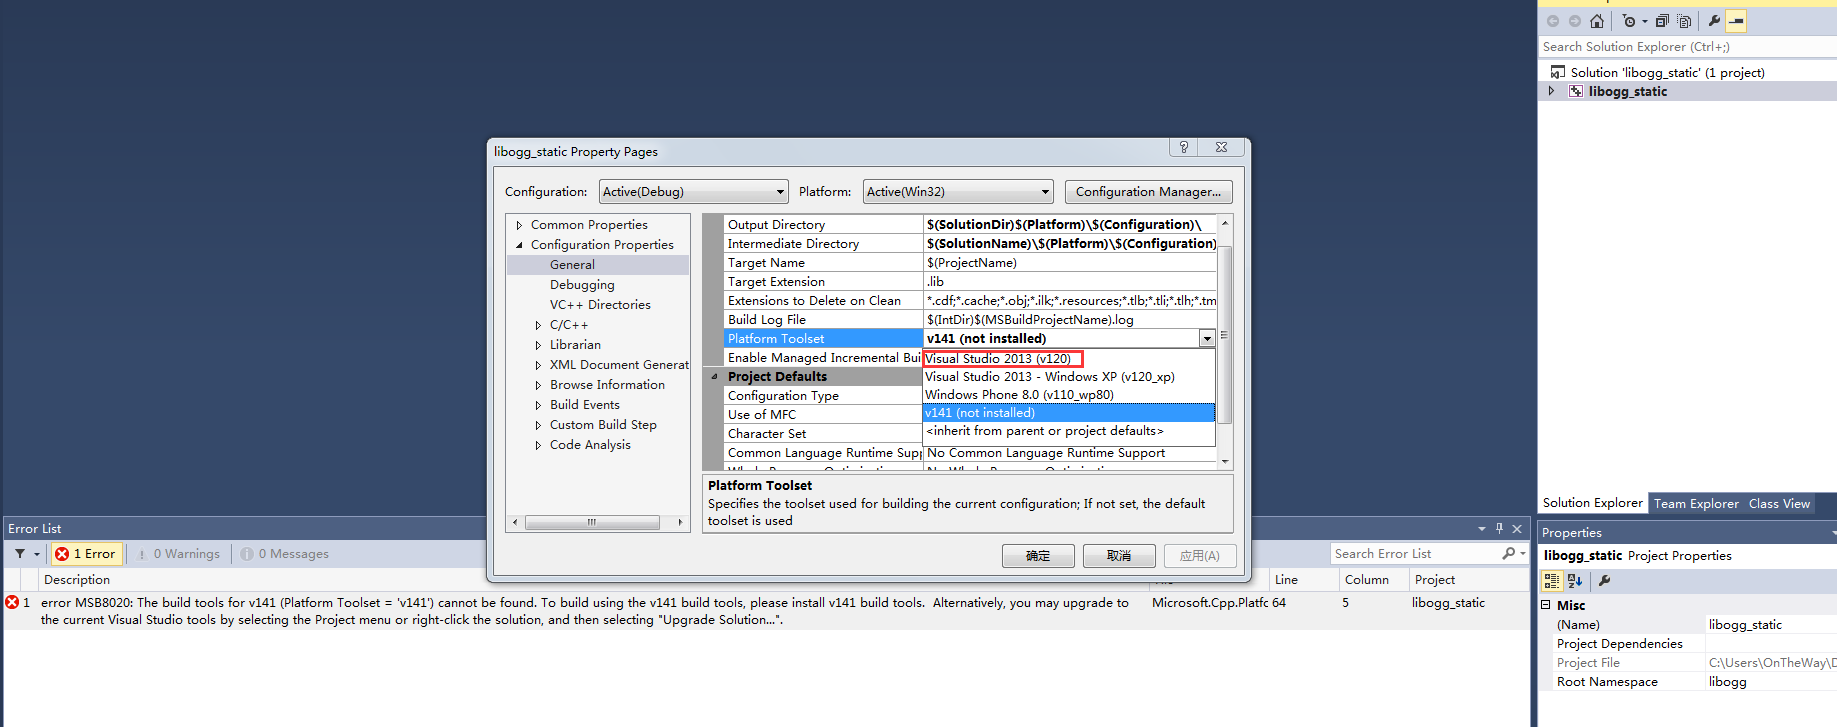 Search Solution Explorer (Ctrl+;)
Solution 'libogg_static' (1 project)
libogg_static
libogg_static Property Pages
Configuration:
Active(Debug)
Platform:
Active(Win32)
Configuration Manager...
Common Properties
Configuration Properties
General
Debugging
VC++ Directories
C/C++
Librarian
XML Document Generat
Browse Information
Build Events
Custom Build Step
Code Analysis
Output Directory $(SolutionDir)$(Platform)\$(Configuration)\
Intermediate Directory $(SolutionName)\$(Platform)\$(Configuration)
Target Name $(ProjectName)
Target Extension .lib
Extensions to Delete on Clean *.cdf;*.cache;*.obj;*.ilk;*.resources;*.tlb;*.tli;*.tlh;*.tm
Build Log File $(IntDir)$(MSBuildProjectName).log
Platform Toolset v141 (not installed)
Enable Managed Incremental Bui
Project Defaults
Configuration Type
Use of MFC
Character Set
Common Language Runtime Supp No Common Language Runtime Support
Visual Studio 2013 (v120)
Visual Studio 2013 - Windows XP (v120_xp)
Windows Phone 8.0 (v110_wp80)
v141 (not installed)
<inherit from parent or project defaults>
Platform Toolset
Specifies the toolset used for building the current configuration; If not set, the default
toolset is used
确定
取消
应用(A)
Error List
1 Error
0 Warnings
0 Messages
Search Error List
Description
Line
Column
Project
1 error MSB8020: The build tools for v141 (Platform Toolset = 'v141') cannot be found. To build using the v141 build tools, please install v141 build tools.  Alternatively, you may upgrade to Microsoft.Cpp.Platfc 64 5 libogg_static
the current Visual Studio tools by selecting the Project menu or right-click the solution, and then selecting "Upgrade Solution...".
Solution Explorer
Team Explorer
Class View
Properties
libogg_static Project Properties
Misc
(Name) libogg_static
Project Dependencies
Project File C:\Users\OnTheWay\D
Root Namespace libogg